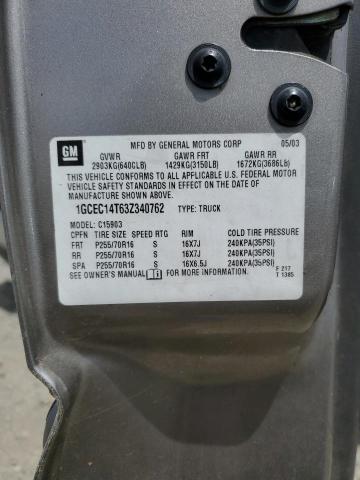 GM
MFD BY GENERAL MOTORS CORP 05/03
GVWR GAWR FRT GAWR RR
2903KG(6400LB) 1429KG(3150LB) 1672KG(3686LB)
THIS VEHICLE CONFORMS TO ALL APPLICABLE U.S. FEDERAL MOTOR
VEHICLE SAFETY STANDARDS IN EFFECT ON THE DATE OF
MANUFACTURE SHOWN ABOVE.
1GCEC14T63Z340762 TYPE: TRUCK
MODEL: C15903
CPFN TIRE SIZE SPEED RTG RIM COLD TIRE PRESSURE
FRT P255/70R16 S 16X7J 240KPA(35PSI)
RR P255/70R16 S 16X7J 240KPA(35PSI)
SPA P255/70R16 S 16X6.5J 240KPA(35PSI)
SEE OWNER'S MANUAL FOR MORE INFORMATION.
F 217
T 1385